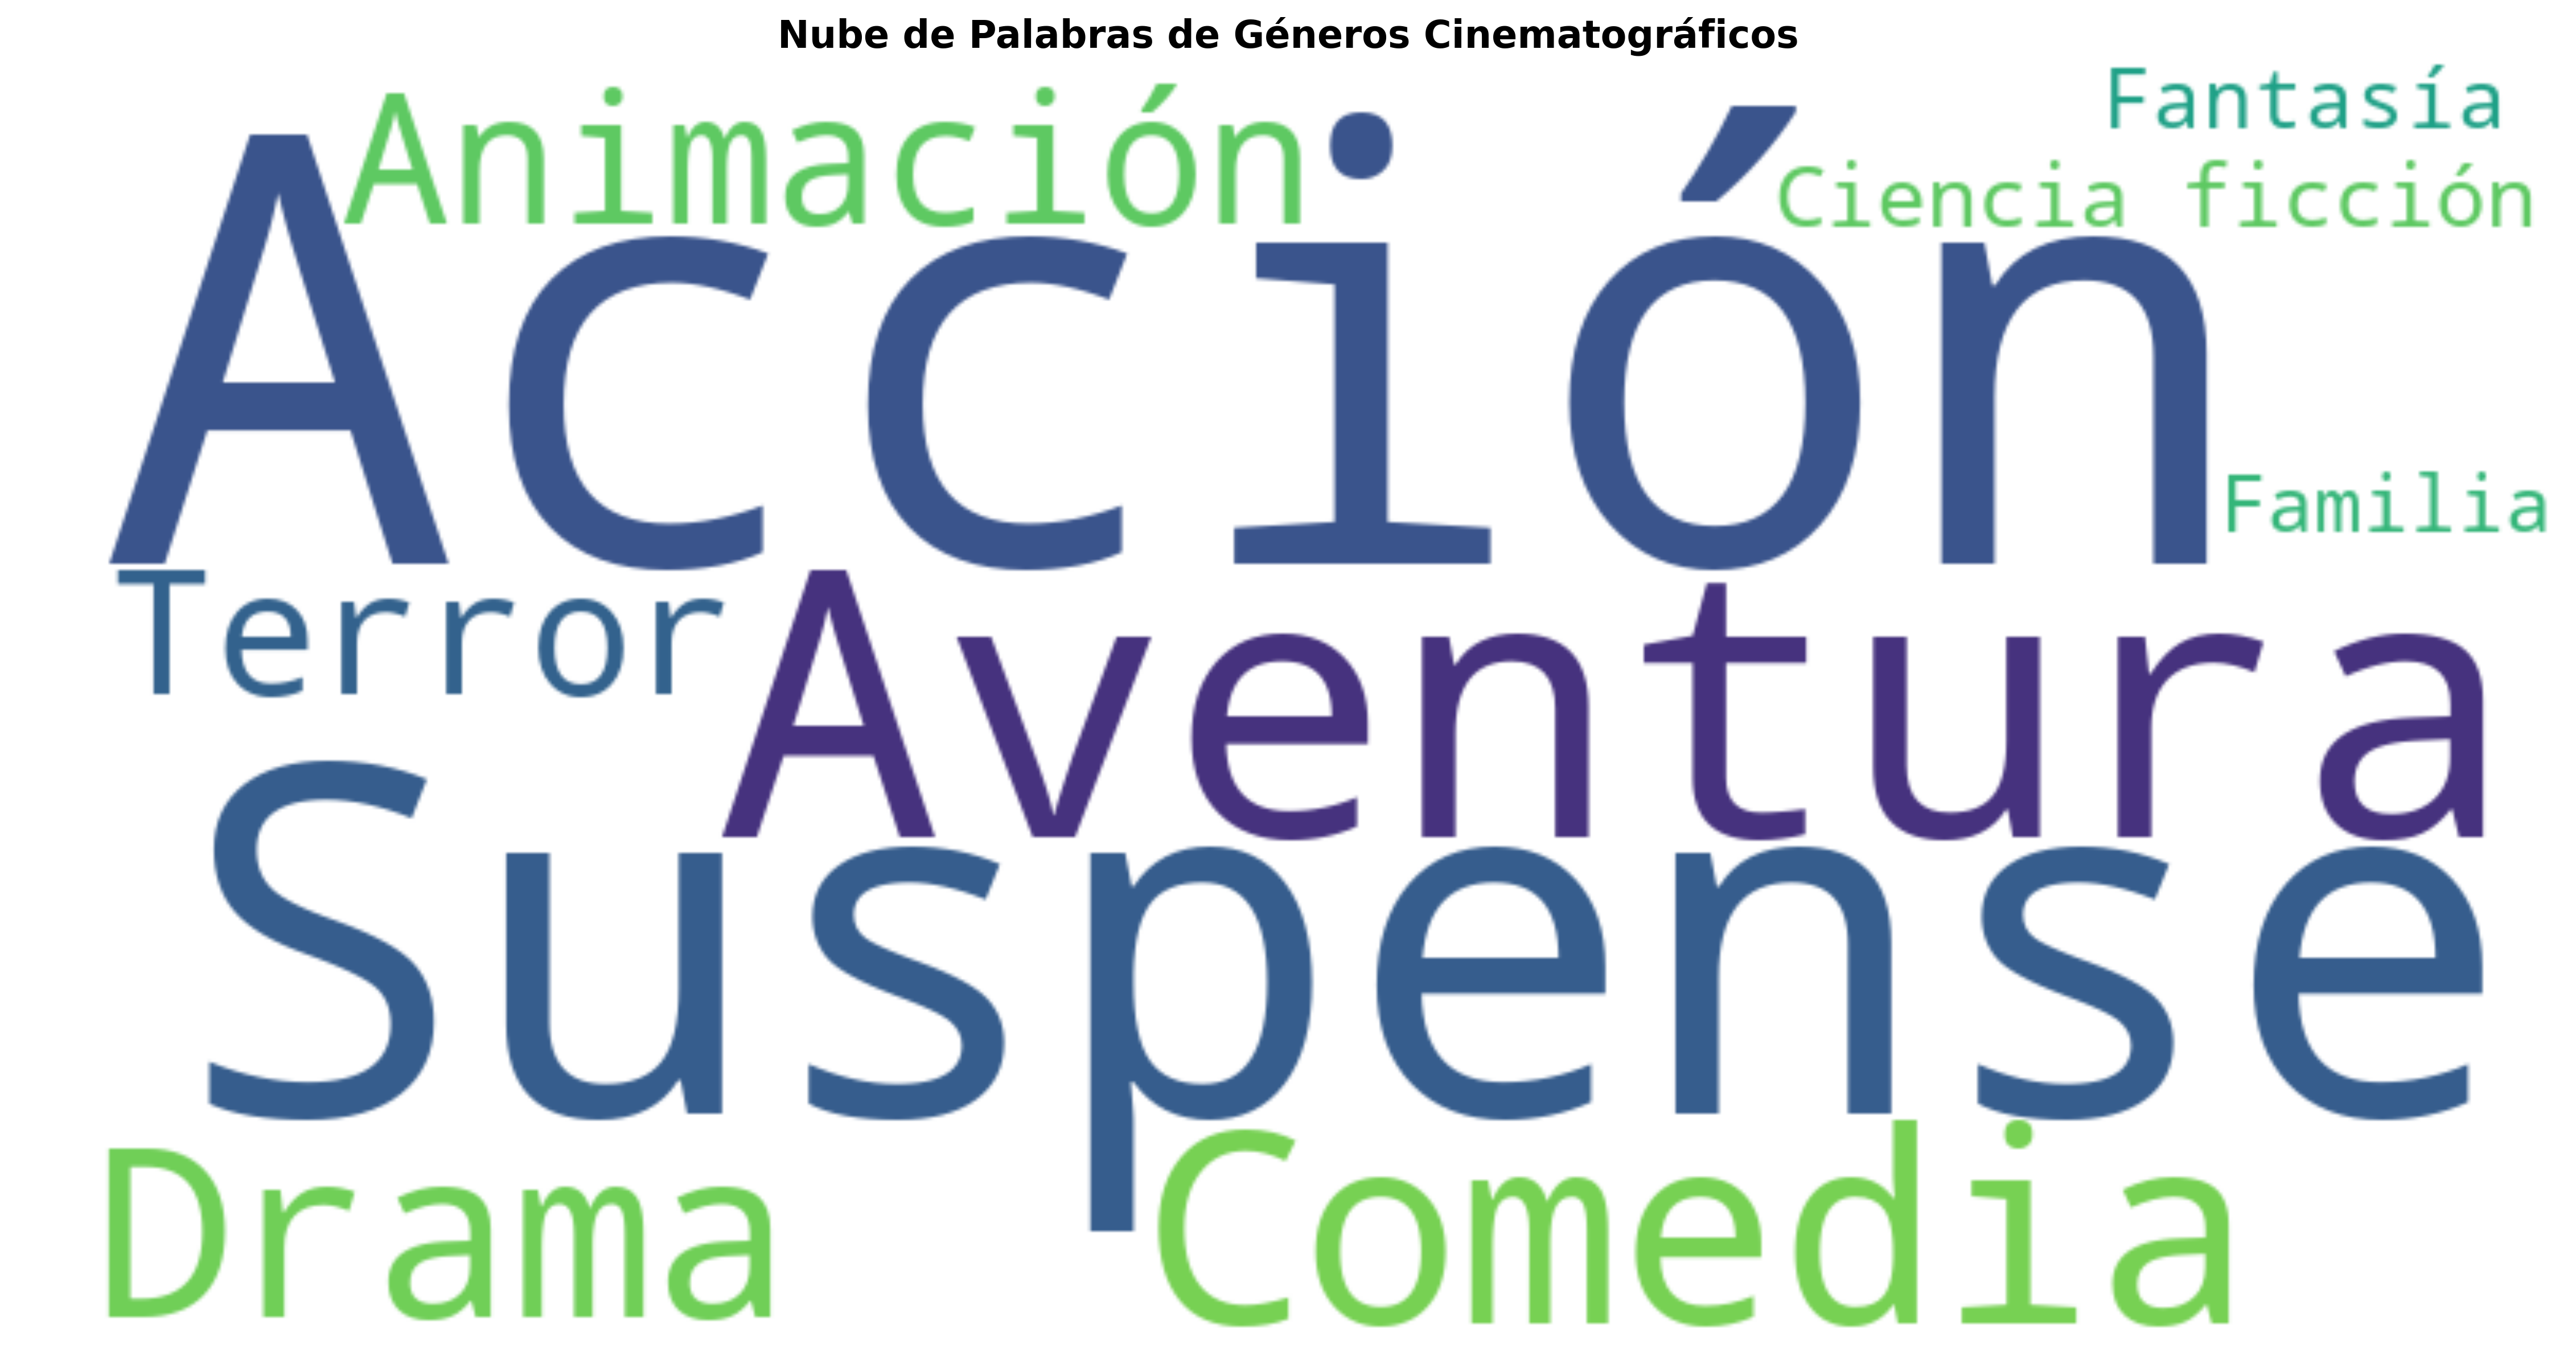 Nube de Palabras de Géneros Cinematográficos
Fantasía
Animación
Ciencia ficción
Acción
Familia
Terror
Aventura
Suspense
Drama
Comedia